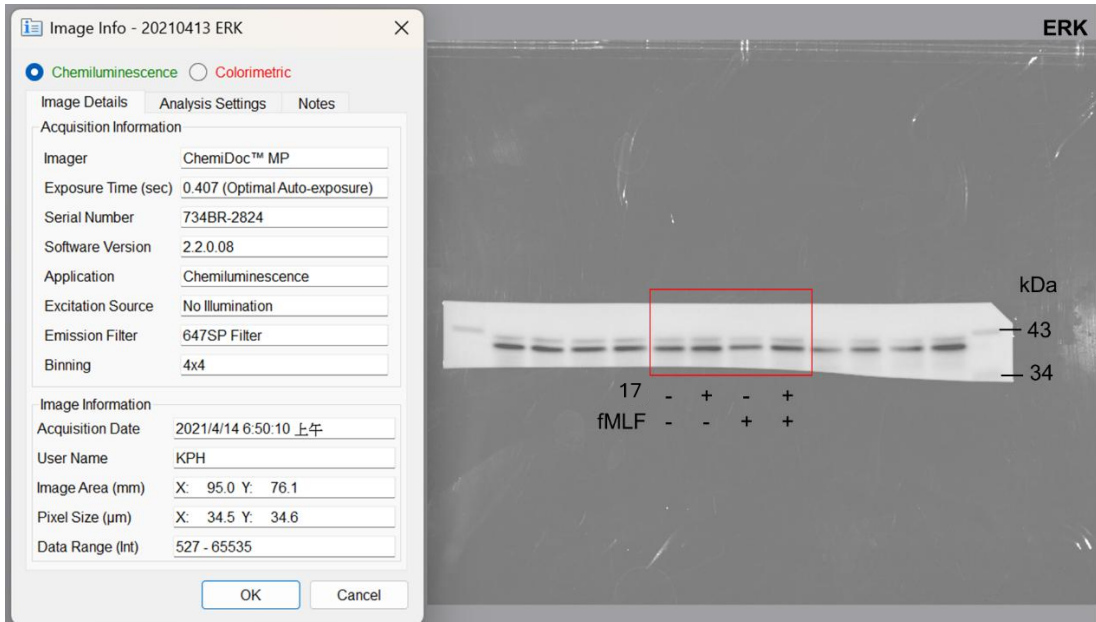 Image Info - 20210413 ERK
Chemiluminescence Colorimetric
Image Details Analysis Settings Notes
Acquisition Information
Imager ChemiDoc™ MP
Exposure Time (sec) 0.407 (Optimal Auto-exposure)
Serial Number 734BR-2824
Software Version 2.2.0.08
Application Chemiluminescence
Excitation Source No Illumination
Emission Filter 647SP Filter
Binning 4x4
Image Information
Acquisition Date 2021/4/14 6:50:10 上午
User Name KPH
Image Area (mm) X: 95.0 Y: 76.1
Pixel Size (µm) X: 34.5 Y: 34.6
Data Range (Int) 527 - 65535
OK Cancel
ERK
kDa
43
34
17 - + - +
fMLF - - + +